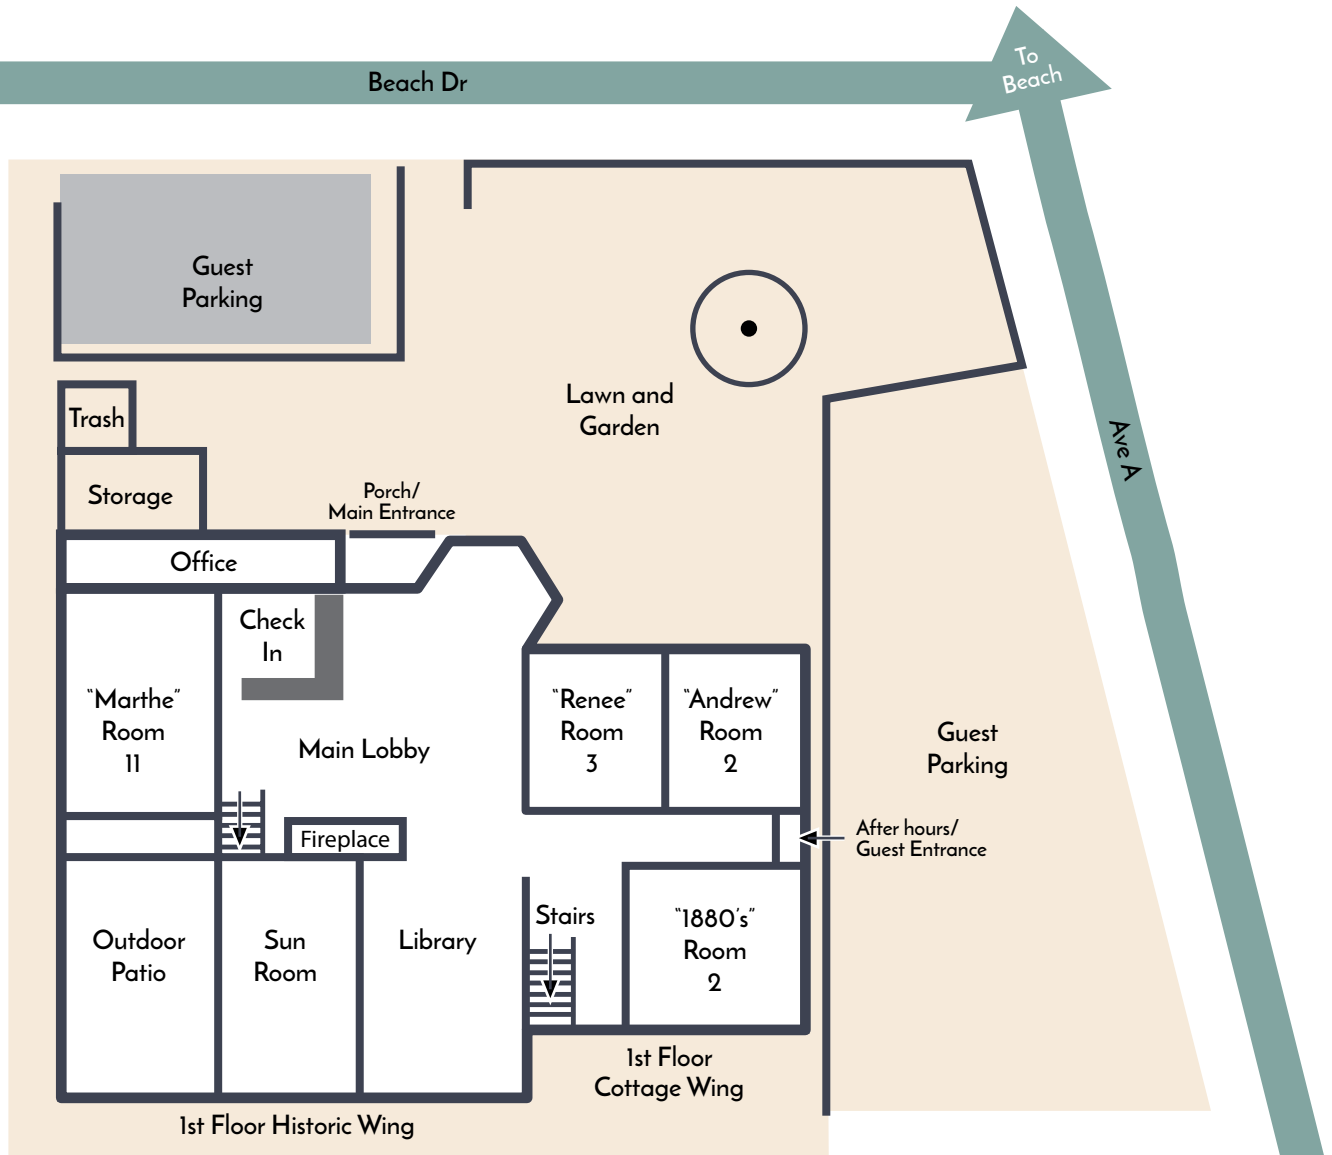 To
Beach
Beach Dr
Guest
Parking
Lawn and
Garden
Trash
Ave A
Storage
Porch/
Main Entrance
Office
Check
In
"Marthe"
Room
11
"Renee"
Room
3
"Andrew"
Room
2
Main Lobby
Guest
Parking
Fireplace
After hours/
Guest Entrance
Stairs
"1880's"
Room
2
Outdoor
Patio
Sun
Room
Library
1st Floor
Cottage Wing
1st Floor Historic Wing